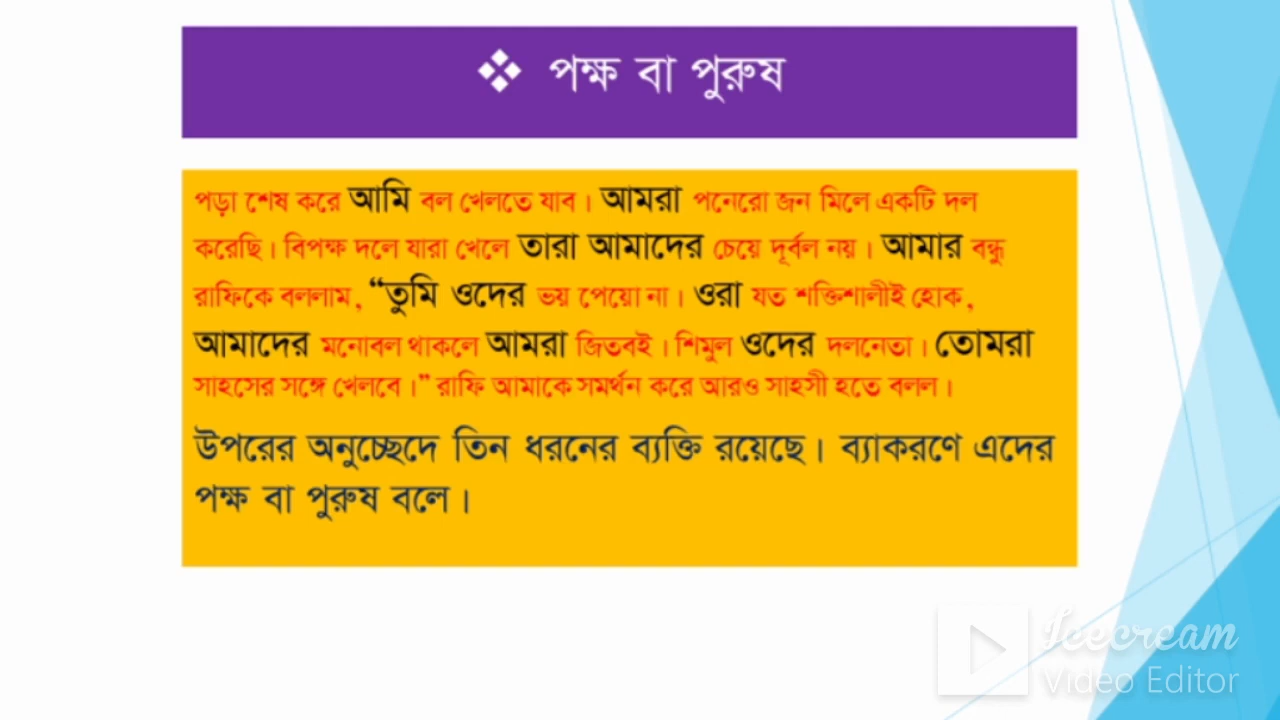 ❖ পক্ষ বা পুরুষ
পড়া শেষ করে আমি বল খেলতে যাব। আমরা পনেরো জন মিলে একটি দল
করেছি। বিপক্ষ দলে যারা খেলে তারা আমাদের চেয়ে দূর্বল নয়। আমার বন্ধু
রাফিকে বললাম, “তুমি ওদের ভয় পেয়ো না। ওরা যত শক্তিশালীই হোক,
আমাদের মনোবল থাকলে আমরা জিতবই। শিমুল ওদের দলনেতা। তোমরা
সাহসের সঙ্গে খেলবে।” রাফি আমাকে সমর্থন করে আরও সাহসী হতে বলল।
উপরের অনুচ্ছেদে তিন ধরনের ব্যক্তি রয়েছে। ব্যাকরণে এদের
পক্ষ বা পুরুষ বলে।
Icecream
Video Editor